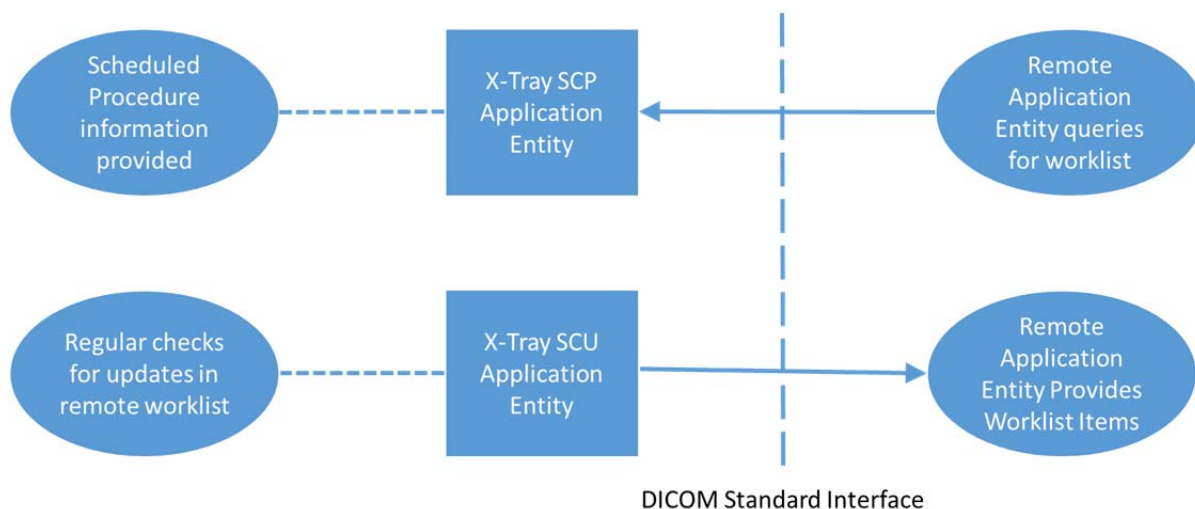 Scheduled
Procedure
information
provided
X-Tray SCP
Application
Entity
Remote
Application
Entity queries
for worklist
Regular checks
for updates in
remote worklist
X-Tray SCU
Application
Entity
Remote
Application
Entity Provides
Worklist Items
DICOM Standard Interface